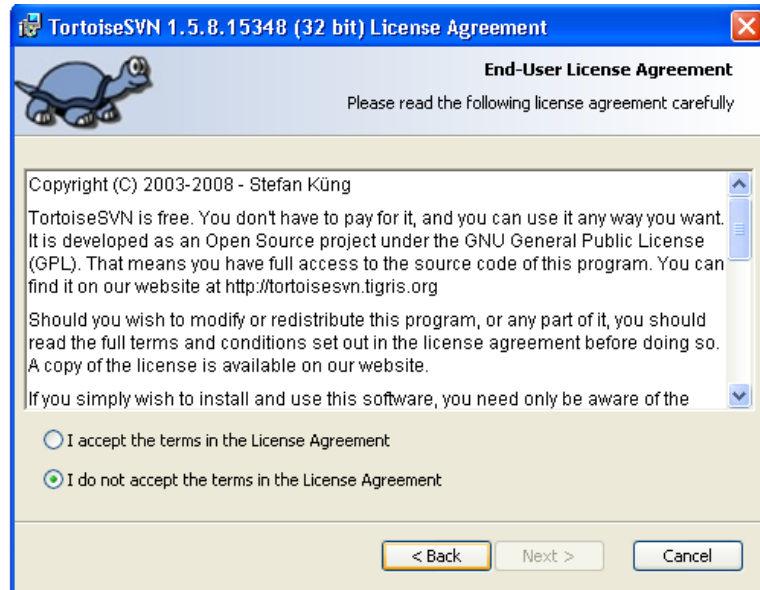 TortoiseSVN 1.5.8.15348 (32 bit) License Agreement
End-User License Agreement
Please read the following license agreement carefully
Copyright (C) 2003-2008 - Stefan Küng
TortoiseSVN is free. You don't have to pay for it, and you can use it any way you want.
It is developed as an Open Source project under the GNU General Public License
(GPL). That means you have full access to the source code of this program. You can
find it on our website at http://tortoisesvn.tigris.org
Should you wish to modify or redistribute this program, or any part of it, you should
read the full terms and conditions set out in the license agreement before doing so.
A copy of the license is available on our website.
If you simply wish to install and use this software, you need only be aware of the
I accept the terms in the License Agreement
I do not accept the terms in the License Agreement
< Back Next > Cancel